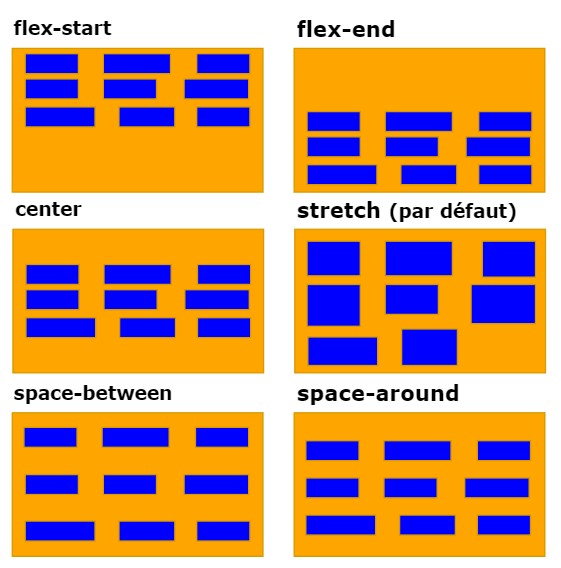 flex-start
flex-end
center
stretch (par défaut)
space-between
space-around